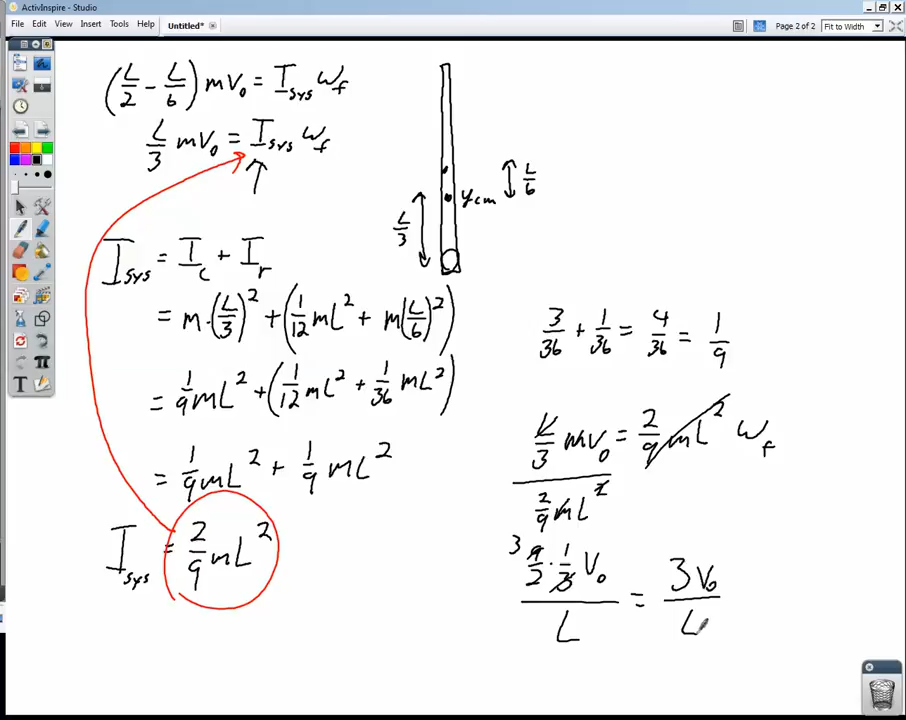 ActivInspire - Studio
File Edit View Insert Tools Help Untitled* Page 2 of 2 Fit to Width
(L/2 - L/6) mV₀ = I_sys ω_f
L/3 mV₀ = I_sys ω_f
y_cm
L/6
L/3
I_sys = I_c + I_r
= m·(L/3)² + (1/12 mL² + m(L/6)²)
= 1/9 mL² + (1/12 mL² + 1/36 mL²)
= 1/9 mL² + 1/9 mL²
I_sys = 2/9 mL²
3/36 + 1/36 = 4/36 = 1/9
L/3 mV₀ = 2/9 mL² ω_f
2/9 mL²
3 9/2 · 1/3 V₀ / L = 3V₀ / L
T